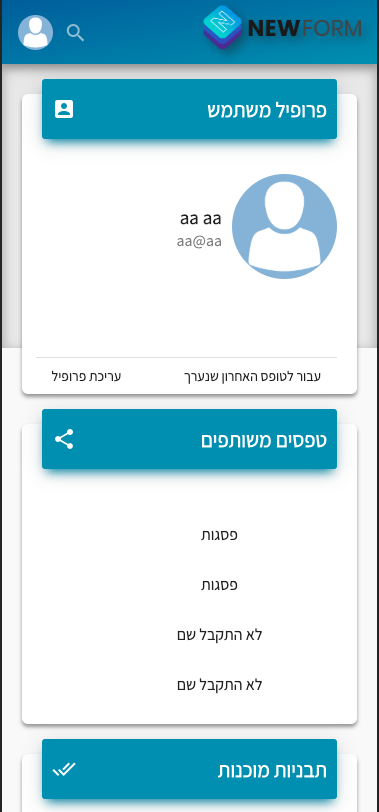 NEWFORM
פרופיל משתמש
aa aa
aa@aa
עבור לטופס האחרון שנערך
עריכת פרופיל
טפסים משותפים
פסגות
פסגות
לא התקבל שם
לא התקבל שם
תבניות מוכנות